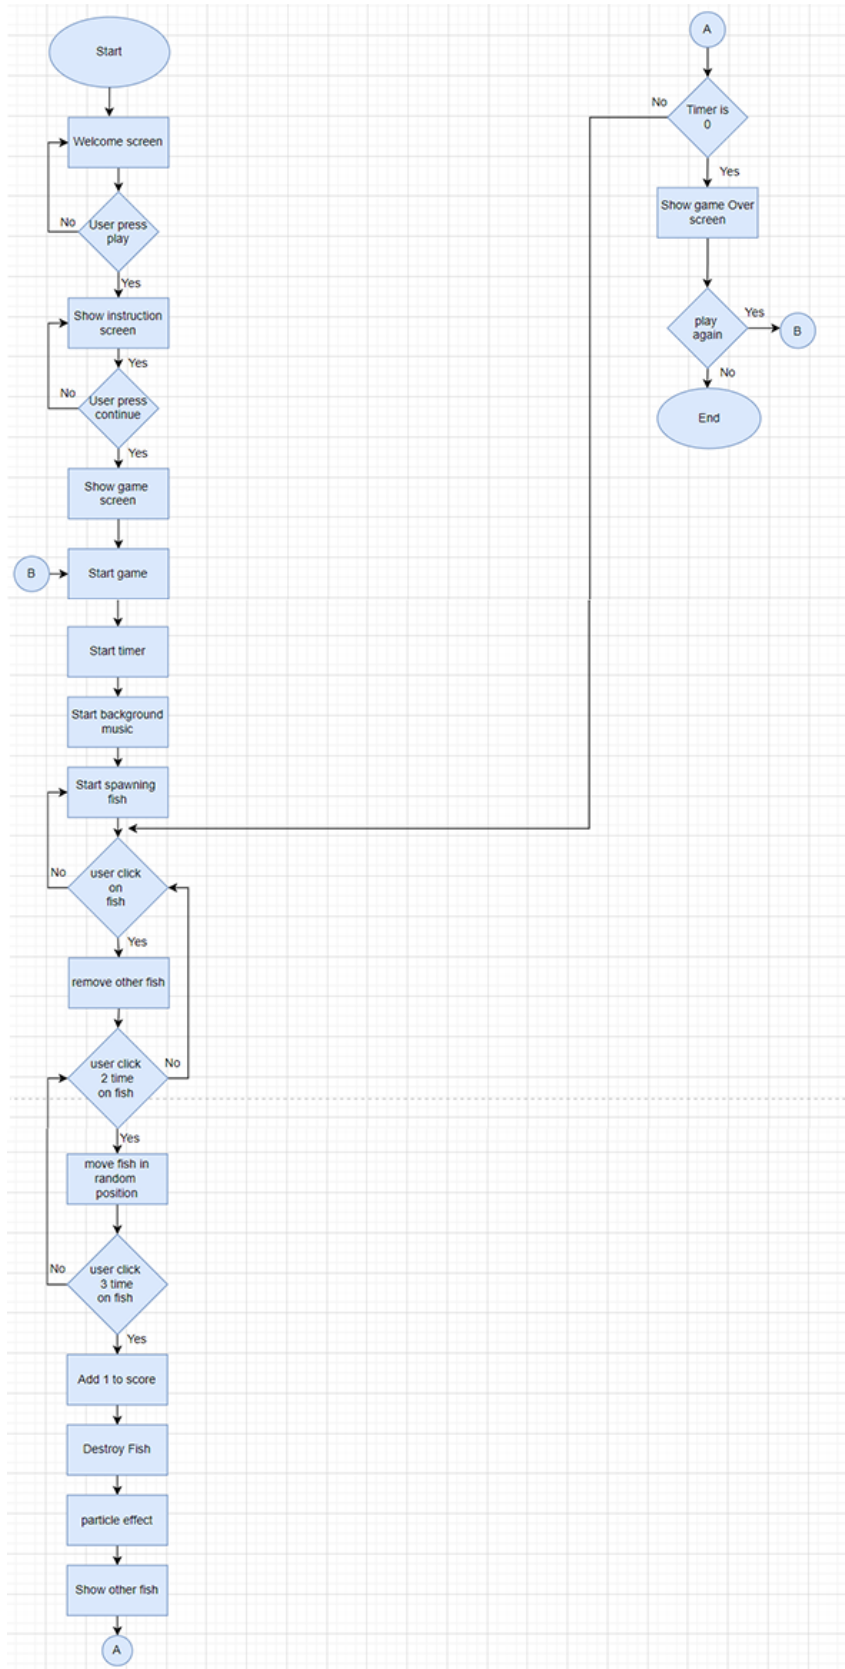 Start
Welcome screen
No
User press
play
Yes
Show instruction
screen
Yes
No
User press
continue
Yes
Show game
screen
B
Start game
Start timer
Start background
music
Start spawning
fish
No
user click
on
fish
Yes
remove other fish
user click
2 time
on fish
No
Yes
move fish in
random
position
No
user click
3 time
on fish
Yes
Add 1 to score
Destroy Fish
particle effect
Show other fish
A
A
No
Timer is
0
Yes
Show game Over
screen
play
again
Yes
B
No
End